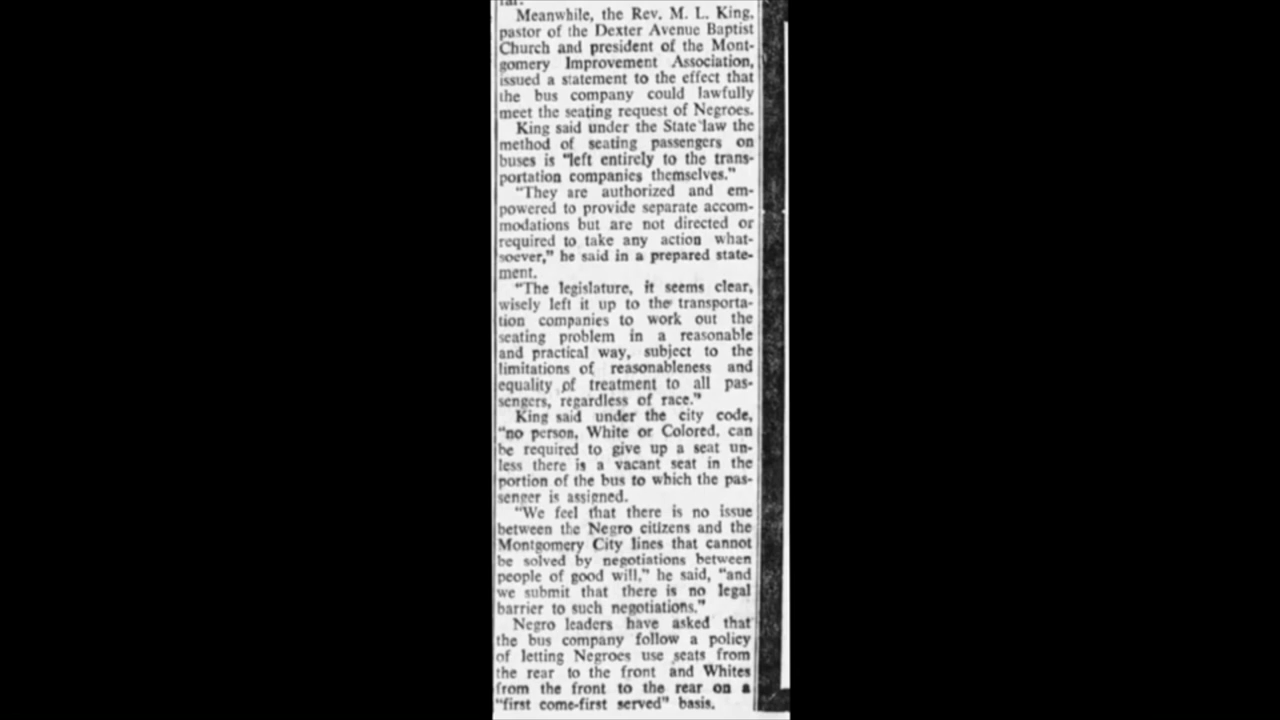 Meanwhile, the Rev. M. L. King,
pastor of the Dexter Avenue Baptist
Church and president of the Mont-
gomery Improvement Association,
issued a statement to the effect that
the bus company could lawfully
meet the seating request of Negroes.
King said under the State law the
method of seating passengers on
buses is "left entirely to the trans-
portation companies themselves."
"They are authorized and em-
powered to provide separate accom-
modations but are not directed or
required to take any action what-
soever," he said in a prepared state-
ment.
"The legislature, it seems clear,
wisely left it up to the transporta-
tion companies to work out the
seating problem in a reasonable
and practical way, subject to the
limitations of reasonableness and
equality of treatment to all pas-
sengers, regardless of race."
King said under the city code,
"no person, White or Colored, can
be required to give up a seat un-
less there is a vacant seat in the
portion of the bus to which the pas-
senger is assigned.
"We feel that there is no issue
between the Negro citizens and the
Montgomery City lines that cannot
be solved by negotiations between
people of good will," he said, "and
we submit that there is no legal
barrier to such negotiations."
Negro leaders have asked that
the bus company follow a policy
of letting Negroes use seats from
the rear to the front and Whites
from the front to the rear on a
"first come-first served" basis.